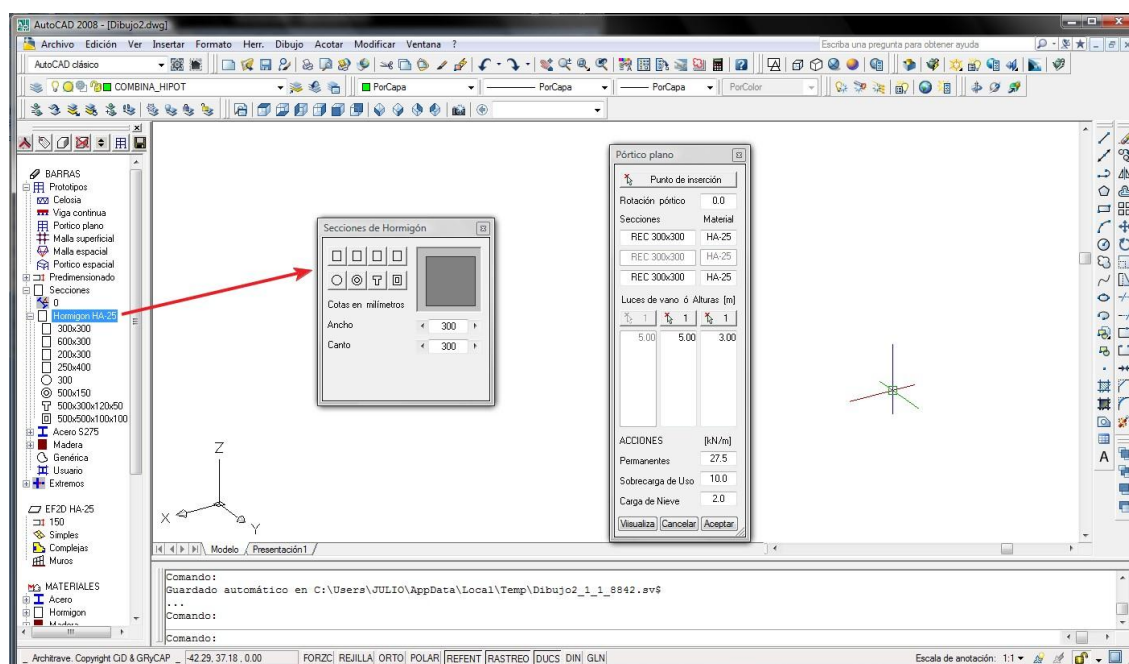 AutoCAD 2008 - [Dibujo2.dwg]
Archivo Edición Ver Insertar Formato Herr. Dibujo Acotar Modificar Ventana ?
Escriba una pregunta para obtener ayuda
AutoCAD clásico
COMBINA_HIPOT
PorCapa
PorCapa
PorCapa
PorColor
BARRAS
Prototipos
Celosia
Viga continua
Portico plano
Malla superficial
Malla espacial
Portico espacial
Predimensionado
Secciones
0
Hormigon HA-25
300x300
600x300
200x300
250x400
300
500x150
500x300x120x50
500x500x100x100
Acero S275
Madera
Genérica
Usuario
Extremos
EF2D HA-25
150
Simples
Complejas
Muros
MATERIALES
Acero
Hormigon
Madera
Secciones de Hormigón
Cotas en milímetros
Ancho 300
Canto 300
Pórtico plano
Punto de inserción
Rotación pórtico 0.0
Secciones Material
REC 300x300 HA-25
REC 300x300 HA-25
REC 300x300 HA-25
Luces de vano ó Alturas [m]
1 1 1
5.00 5.00 3.00
ACCIONES [kN/m]
Permanentes 27.5
Sobrecarga de Uso 10.0
Carga de Nieve 2.0
Visualiza Cancelar Aceptar
Z
X
Y
Modelo Presentación1
Comando:
Guardado automático en C:\Users\JULIO\AppData\Local\Temp\Dibujo2_1_1_8842.sv$
...
Comando:
Comando:
_ Architrave. Copyright CiD & GRyCAP _ -42.29, 37.18 , 0.00 FORZC REJILLA ORTO POLAR REFENT RASTREO DUCS DIN GLN
Escala de anotación: 1:1